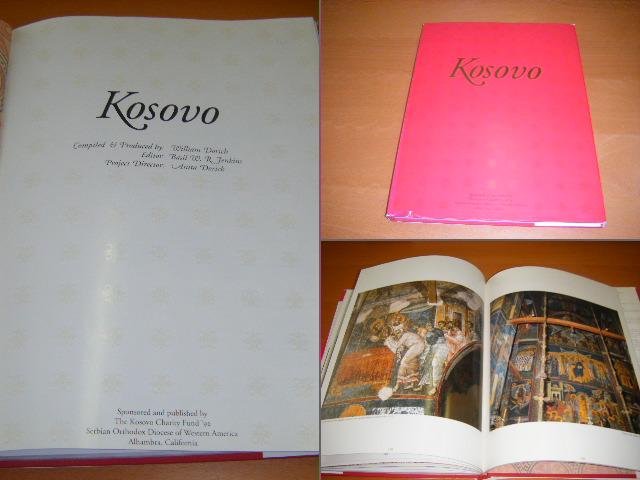 Kosovo
Compiled & Produced by: William Dorich
Editor: Basil W. R. Jenkins
Project Director: Anita Dorich
Sponsored and published by
The Kosovo Charity Fund '92
Serbian Orthodox Diocese of Western America
Alhambra, California
Kosovo